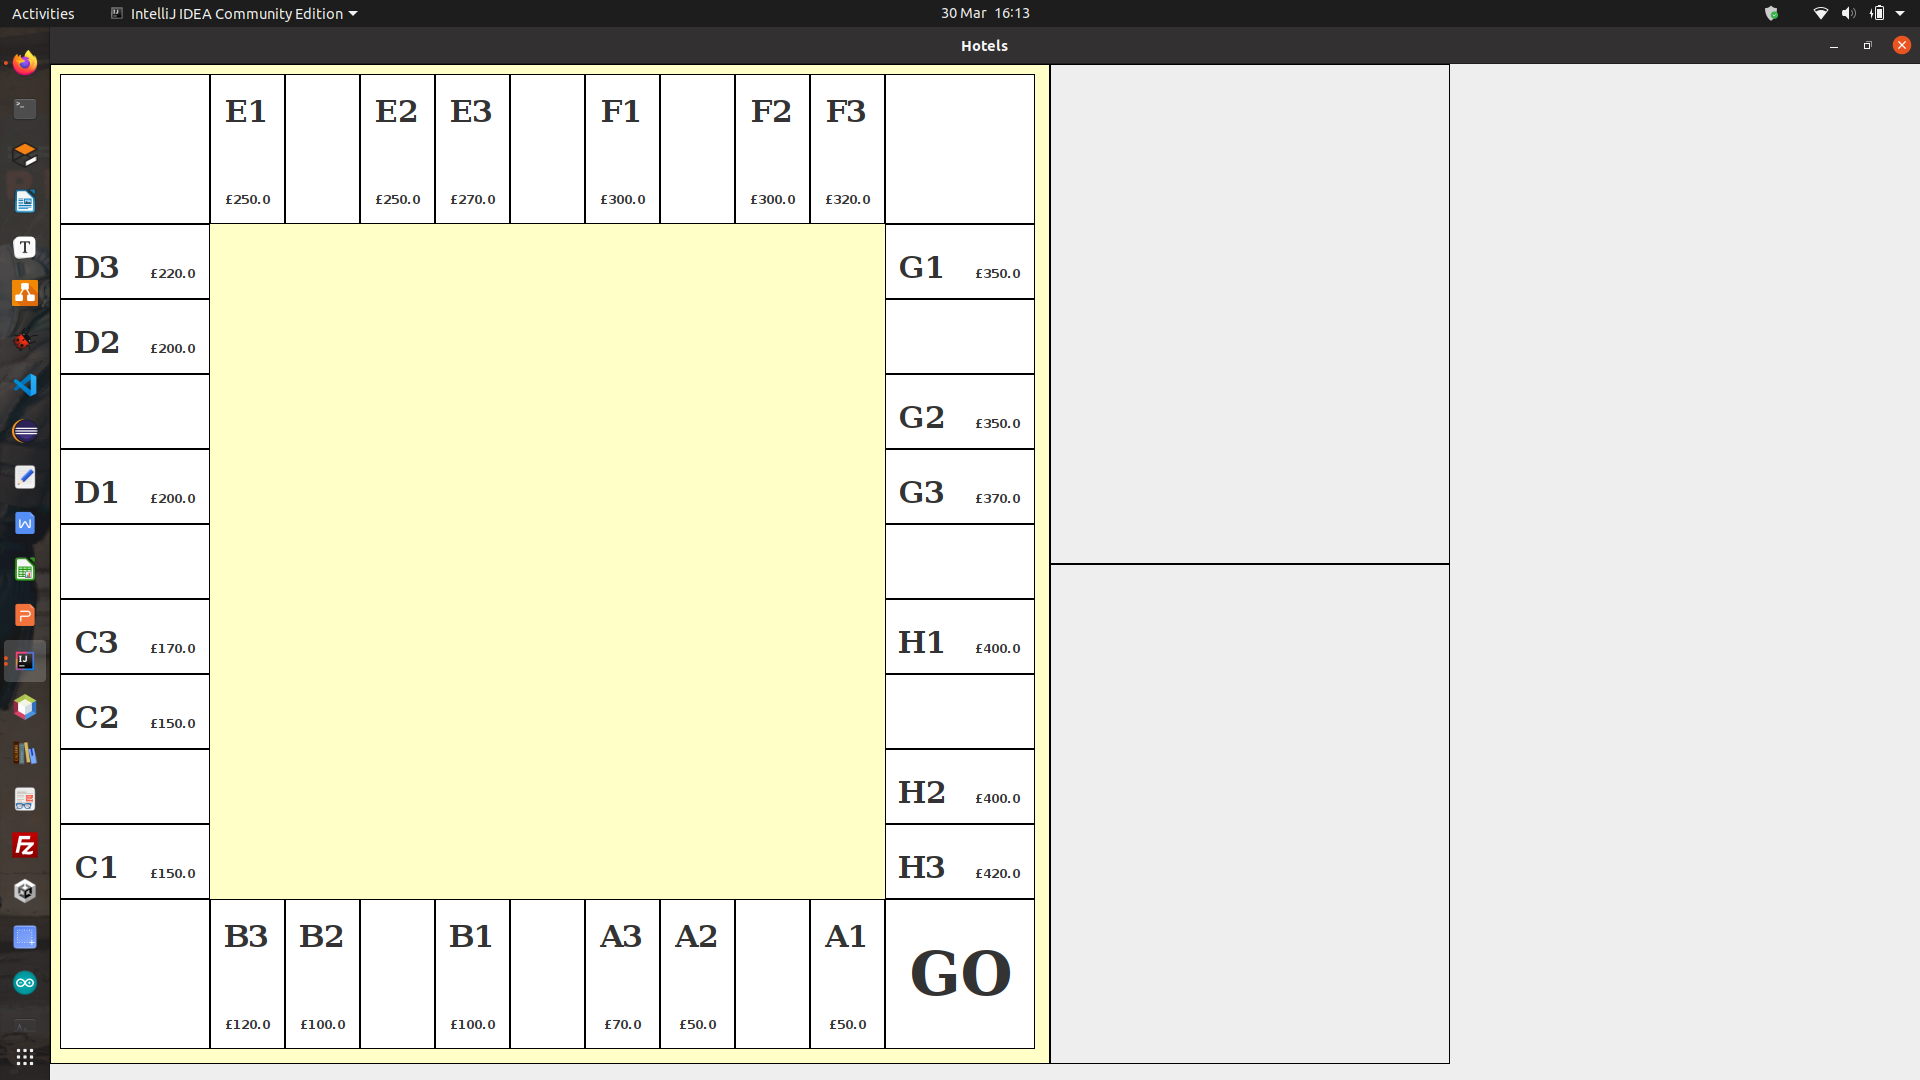 Activities
IntelliJ IDEA Community Edition
30 Mar 16:13
Hotels
E1 E2 E3 F1 F2 F3
£250.0 £250.0 £270.0 £300.0 £300.0 £320.0
D3 £220.0
G1 £350.0
D2 £200.0
G2 £350.0
D1 £200.0
G3 £370.0
C3 £170.0
H1 £400.0
C2 £150.0
H2 £400.0
C1 £150.0
H3 £420.0
B3 B2 B1 A3 A2 A1
GO
£120.0 £100.0 £100.0 £70.0 £50.0 £50.0